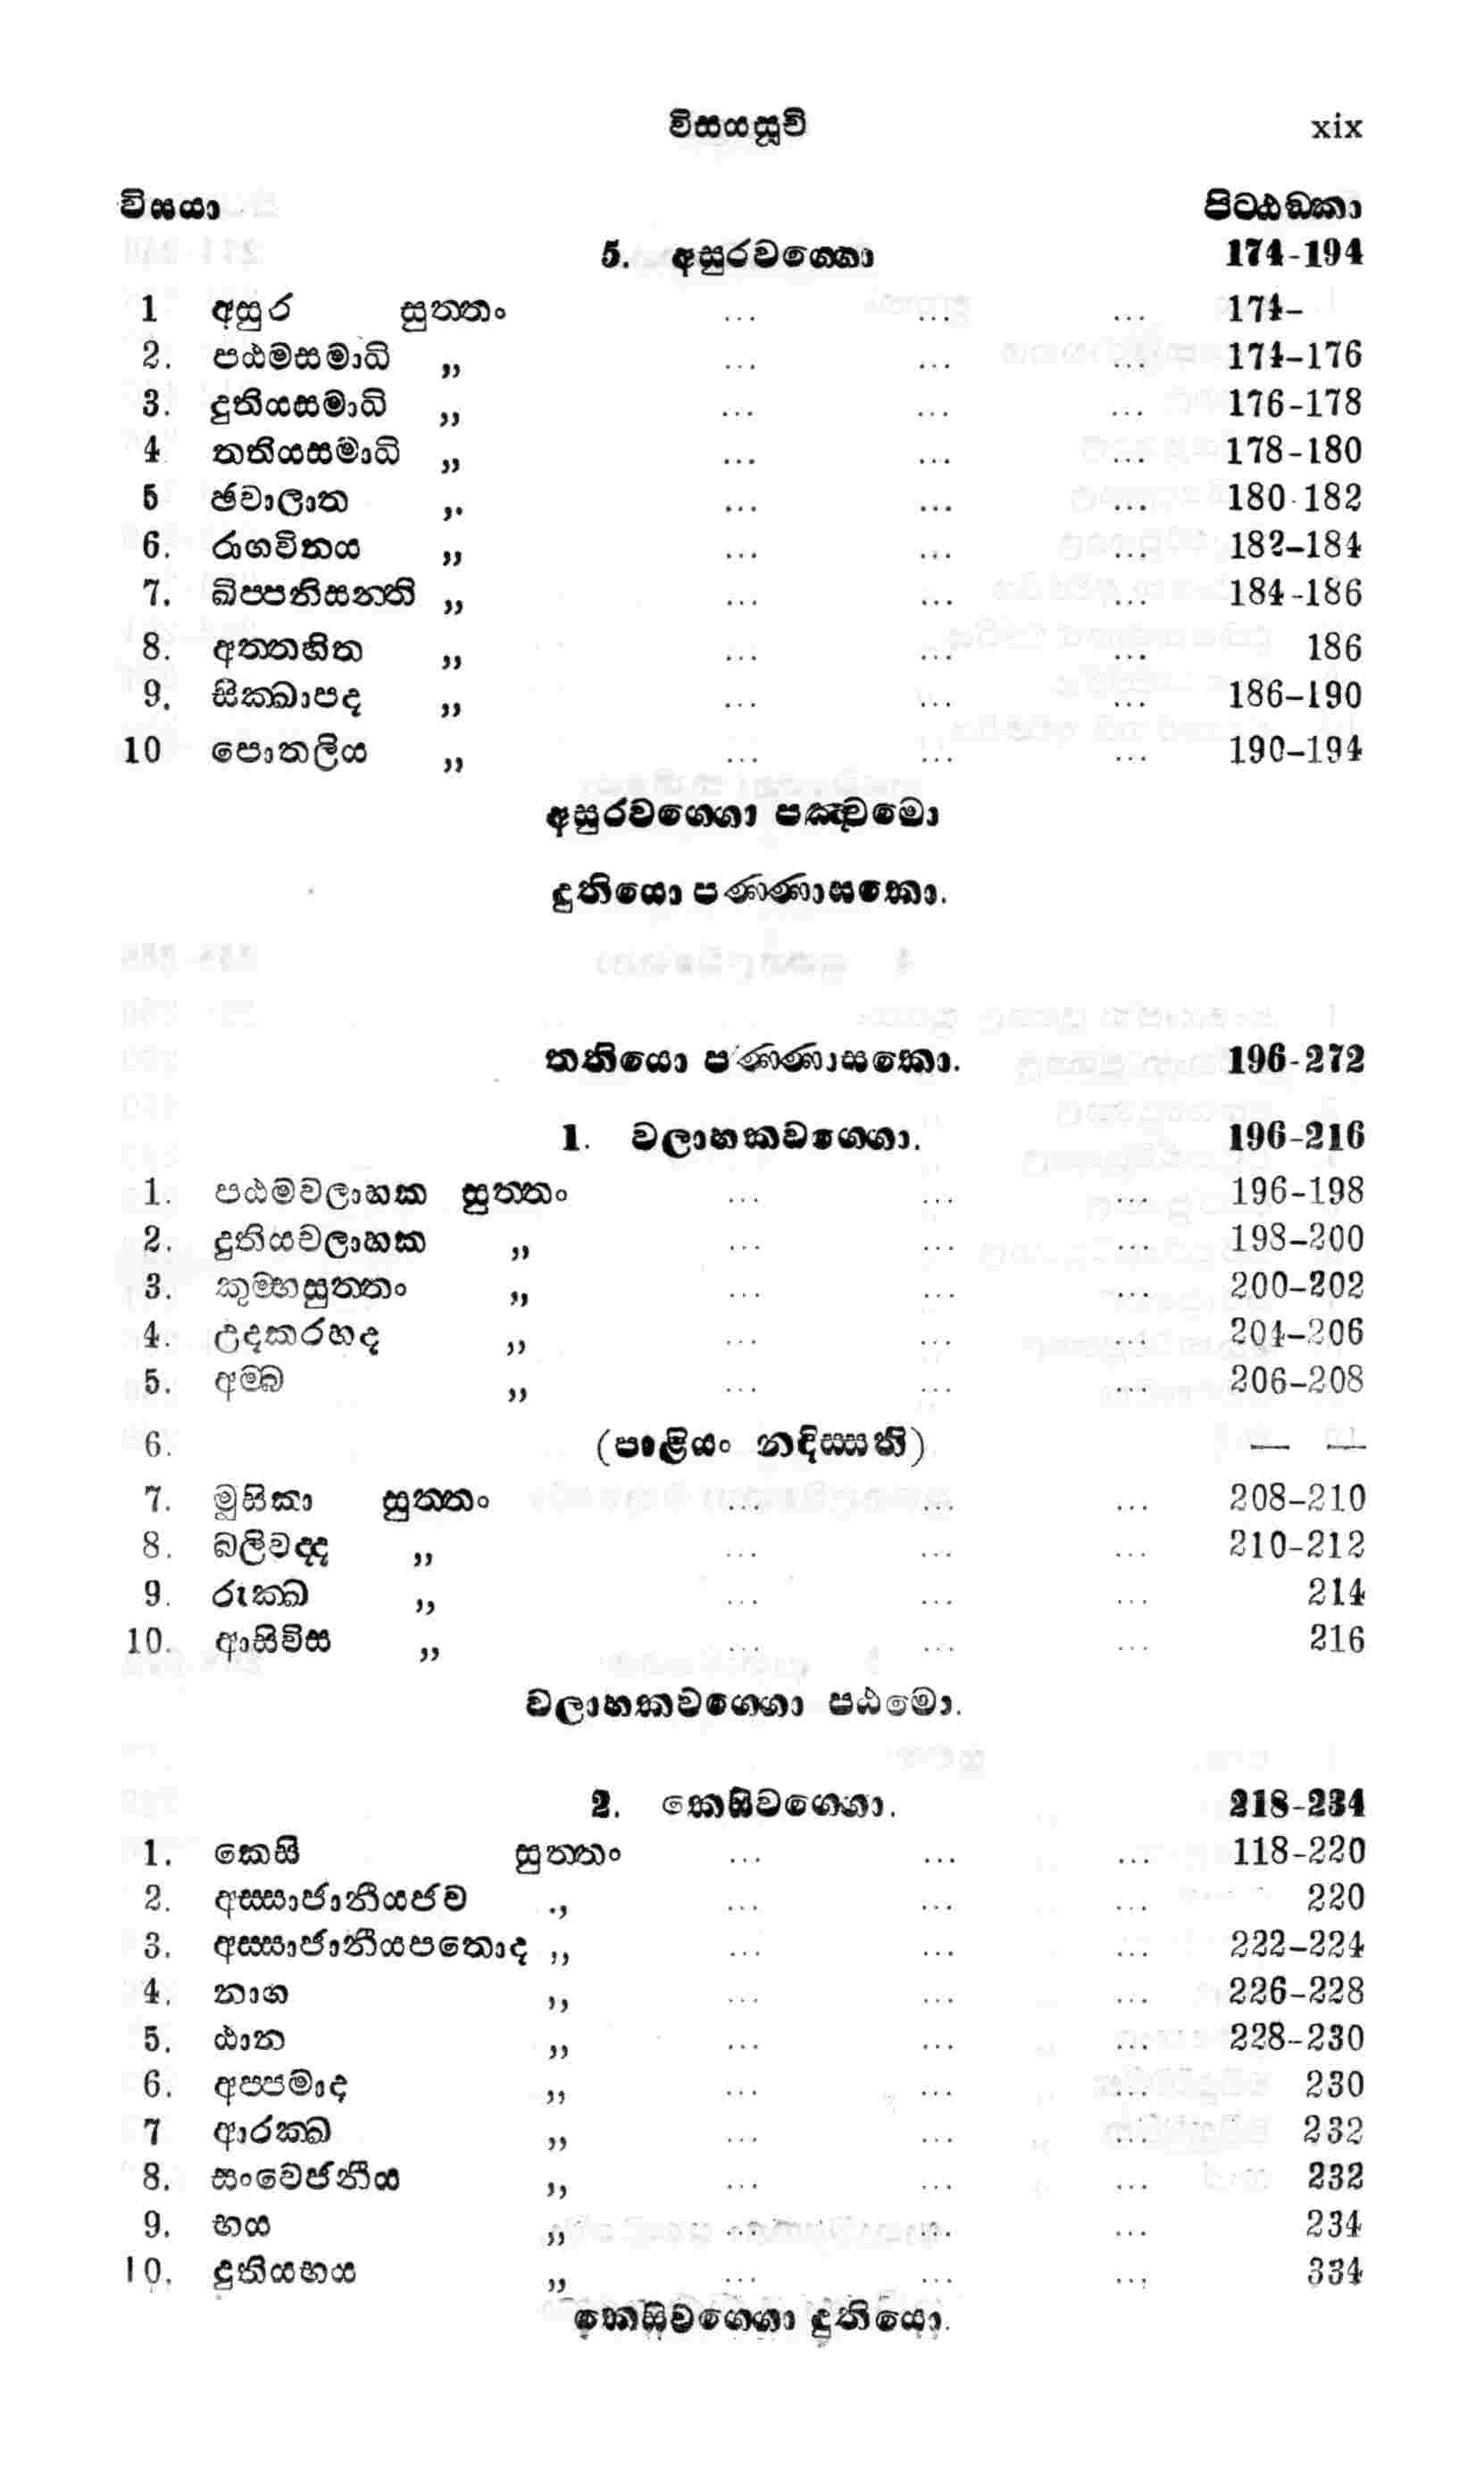 විසයසූචි xix
විසයා පිටඨඞකා
5. අසුරවගෙගා 174-194
1 අසුර සුත්තං ... ... ... 174-
2. පඨමසමාධි ,, ... ... ... 174-176
3. දුතියසමාධි ,, ... ... ... 176-178
4 තතියසමාධි ,, ... ... ... 178-180
5 ඡවාලාත ,, ... ... ... 180-182
6. රාගවිනය ,, ... ... ... 182-184
7. ඛිප්පනිසන්ති ,, ... ... ... 184-186
8. අත්තහිත ,, ... ... ... 186
9. සික්ඛාපද ,, ... ... ... 186-190
10 පොතලිය ,, ... ... ... 190-194
අසුරවග්ගො පඤ්චමො
දුතියො පණ්ණාසකො.
තතියො පණ්ණාසකො. 196-272
1. වලාහකවග්ගො. 196-216
1. පඨමවලාහක සුත්තං ... ... ... 196-198
2. දුතියවලාහක ,, ... ... ... 198-200
3. කුම්භසුත්තං ,, ... ... ... 200-202
4. උදකරහද ,, ... ... ... 204-206
5. අම්බ ,, ... ... ... 206-208
6. (පාළියං නදිස්සති) — —
7. මූසිකා සුත්තං ... ... ... 208-210
8. බලිවද්ද ,, ... ... ... 210-212
9. රුක්ඛ ,, ... ... ... 214
10. ආසිවිස ,, ... ... ... 216
වලාහකවග්ගො පඨමො.
2. කෙසිවග්ගො. 218-234
1. කෙසි සුත්තං ... ... ... 118-220
2. අස්සාජානීයජව ,, ... ... ... 220
3. අස්සාජානීයපතොද ,, ... ... ... 222-224
4. නාග ,, ... ... ... 226-228
5. ඨාන ,, ... ... ... 228-230
6. අප්පමාද ,, ... ... ... 230
7 ආරක්ඛ ,, ... ... ... 232
8. සංවෙජනීය ,, ... ... ... 232
9. භය ,, ... ... ... 234
10. දුතියභය ,, ... ... ... 334
කෙසිවග්ගො දුතියො.